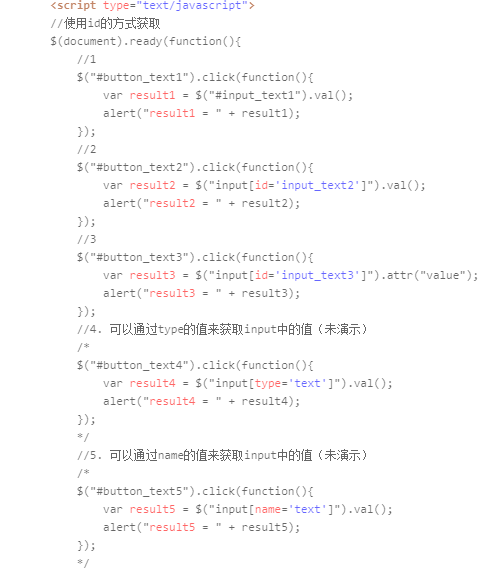 <script type="text/javascript">
//使用id的方式获取
$(document).ready(function(){
//1
$("#button_text1").click(function(){
var result1 = $("#input_text1").val();
alert("result1 = " + result1);
});
//2
$("#button_text2").click(function(){
var result2 = $("input[id='input_text2']").val();
alert("result2 = " + result2);
});
//3
$("#button_text3").click(function(){
var result3 = $("input[id='input_text3']").attr("value");
alert("result3 = " + result3);
});
//4. 可以通过type的值来获取input中的值（未演示）
/*
$("#button_text4").click(function(){
var result4 = $("input[type='text']").val();
alert("result4 = " + result4);
});
*/
//5. 可以通过name的值来获取input中的值（未演示）
/*
$("#button_text5").click(function(){
var result5 = $("input[name='text']").val();
alert("result5 = " + result5);
});
*/